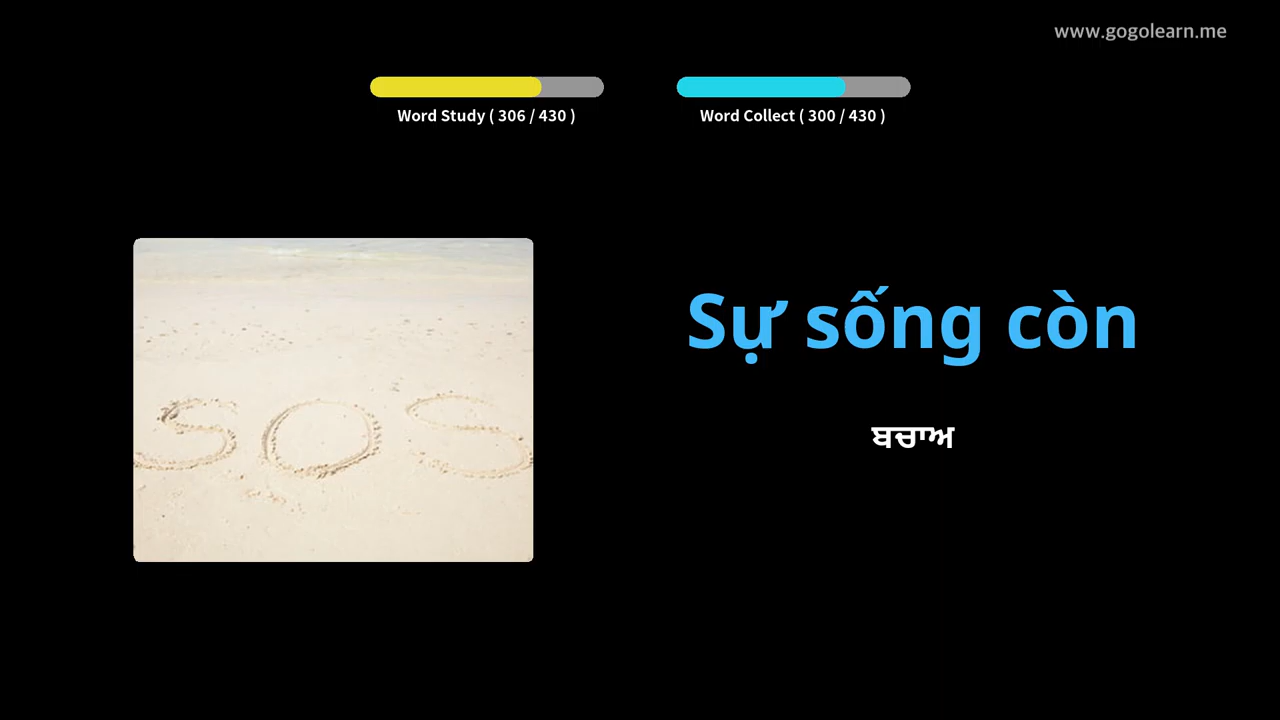 www.gogolearn.me
Word Study ( 306 / 430 )
Word Collect ( 300 / 430 )
SOS
Sự sống còn
ਬਚਾਅ